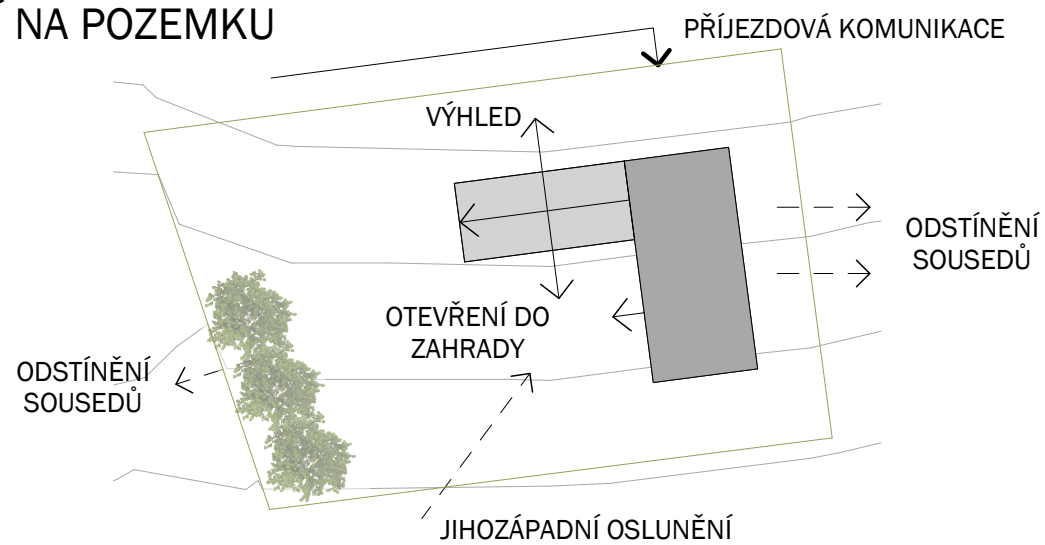 NA POZEMKU
PŘÍJEZDOVÁ KOMUNIKACE
VÝHLED
ODSTÍNĚNÍ
SOUSEDŮ
OTEVŘENÍ DO
ZAHRADY
ODSTÍNĚNÍ
SOUSEDŮ
JIHOZÁPADNÍ OSLUNĚNÍ